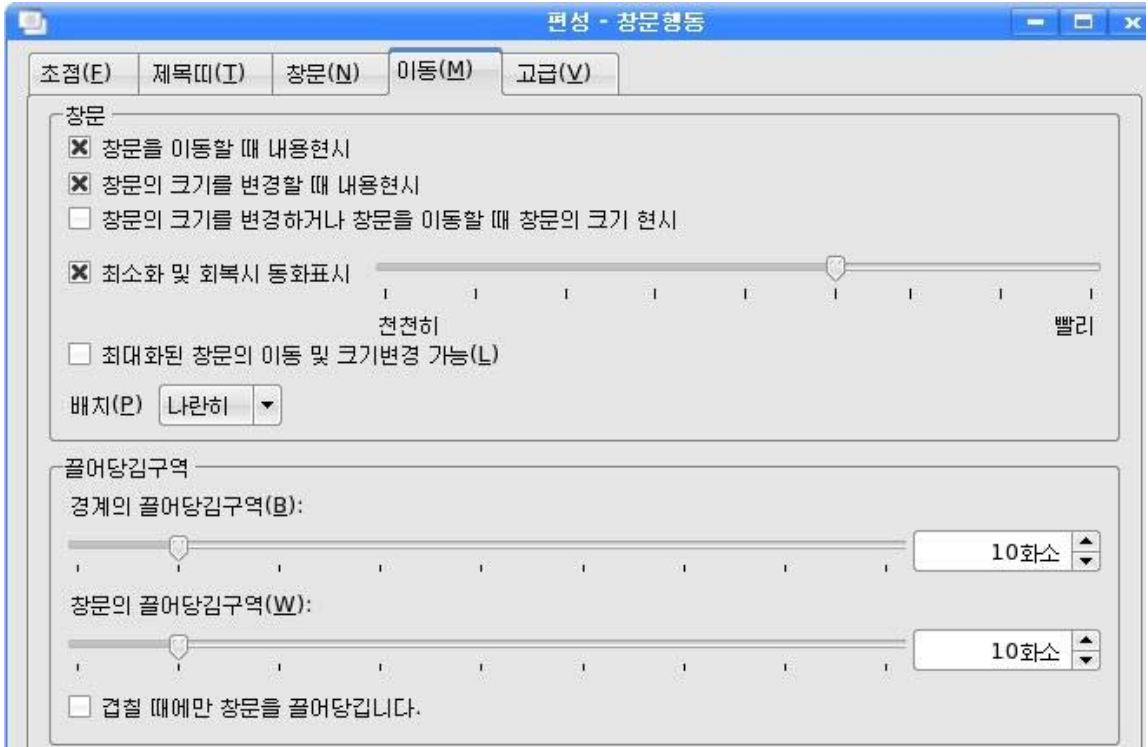 편성 - 창문행동
초점(F) 제목띠(T) 창문(N) 이동(M) 고급(V)
창문
창문을 이동할 때 내용현시
창문의 크기를 변경할 때 내용현시
창문의 크기를 변경하거나 창문을 이동할 때 창문의 크기 현시
최소화 및 회복시 동화표시
천천히 빨리
최대화된 창문의 이동 및 크기변경 가능(L)
배치(P) 나란히
끌어당김구역
경계의 끌어당김구역(B):
10화소
창문의 끌어당김구역(W):
10화소
겹칠 때에만 창문을 끌어당깁니다.